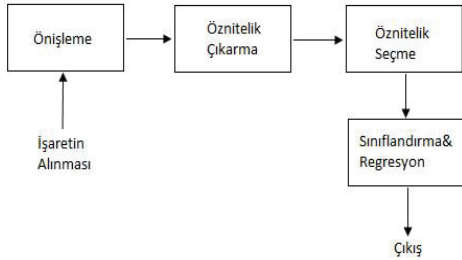 Önişleme
Öznitelik
Çıkarma
Öznitelik
Seçme
İşaretin
Alınması
Sınıflandırma&
Regresyon
Çıkış